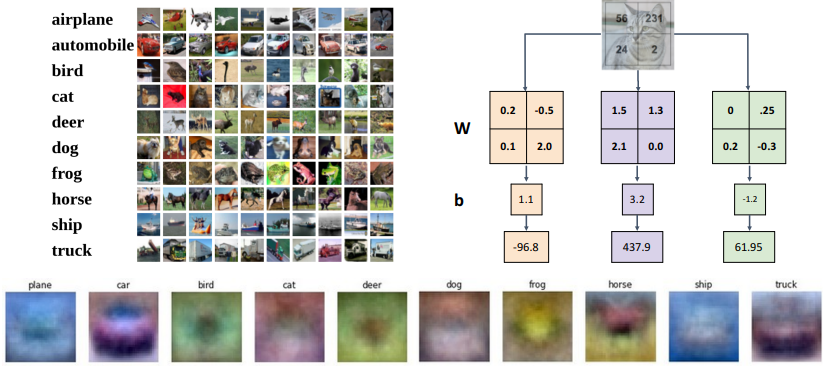 airplane
automobile
bird
cat
deer
dog
frog
horse
ship
truck
56 231
24 2
W
0.2 -0.5
0.1 2.0
1.5 1.3
2.1 0.0
0 .25
0.2 -0.3
b
1.1 3.2 -1.2
-96.8 437.9 61.95
plane car bird cat deer dog frog horse ship truck